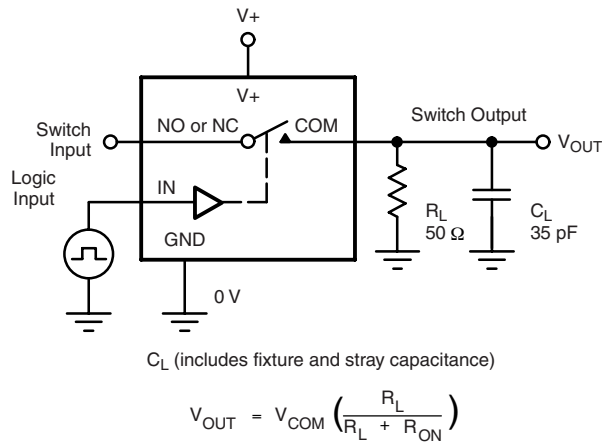 V+
V+
Switch Input
NO or NC
COM
Switch Output
V_OUT
Logic Input
IN
GND
0 V
R_L
50 Ω
C_L
35 pF
C_L (includes fixture and stray capacitance)
V_OUT = V_COM (R_L / (R_L + R_ON))